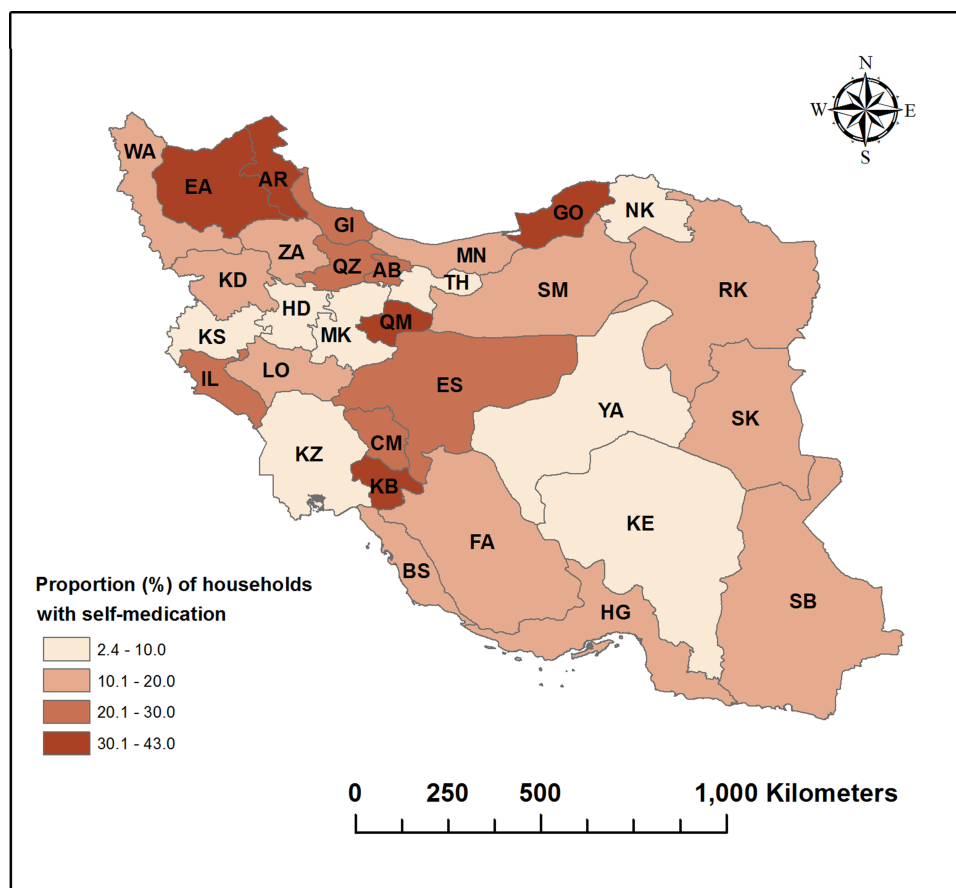 N
W E
S
WA
EA
AR
GI
GO
NK
ZA
QZ
AB
MN
TH
KD
SM
RK
HD
QM
KS
MK
IL
LO
ES
YA
SK
CM
KZ
KB
KE
FA
BS
HG
SB
Proportion (%) of households
with self-medication
2.4 - 10.0
10.1 - 20.0
20.1 - 30.0
30.1 - 43.0
0 250 500 1,000 Kilometers